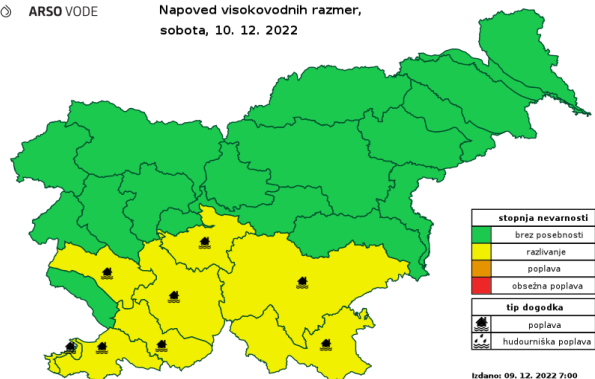 ARSO VODE
Napoved visokovodnih razmer,
sobota, 10. 12. 2022
stopnja nevarnosti
brez posebnosti
razlivanje
poplava
obsežna poplava
tip dogodka
poplava
hudourniška poplava
Izdano: 09. 12. 2022 7:00